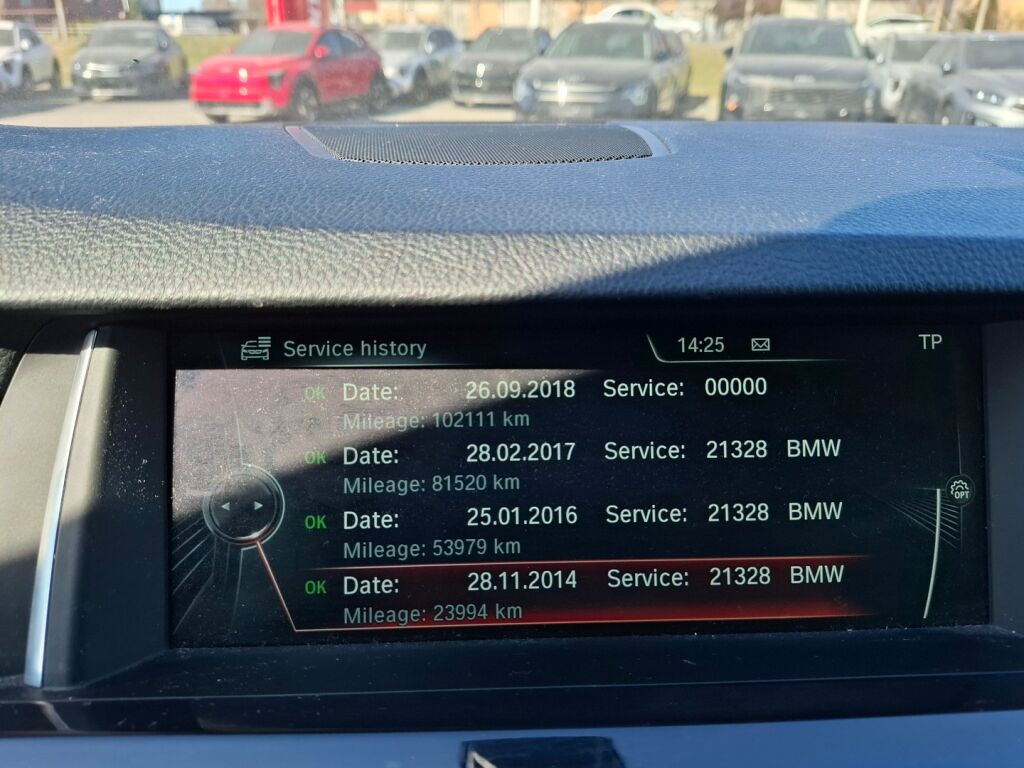 Service history 14:25 TP
OK Date: 26.09.2018 Service: 00000
Mileage: 102111 km
OK Date: 28.02.2017 Service: 21328 BMW
Mileage: 81520 km
OK Date: 25.01.2016 Service: 21328 BMW
Mileage: 53979 km
OK Date: 28.11.2014 Service: 21328 BMW
Mileage: 23994 km
OPT